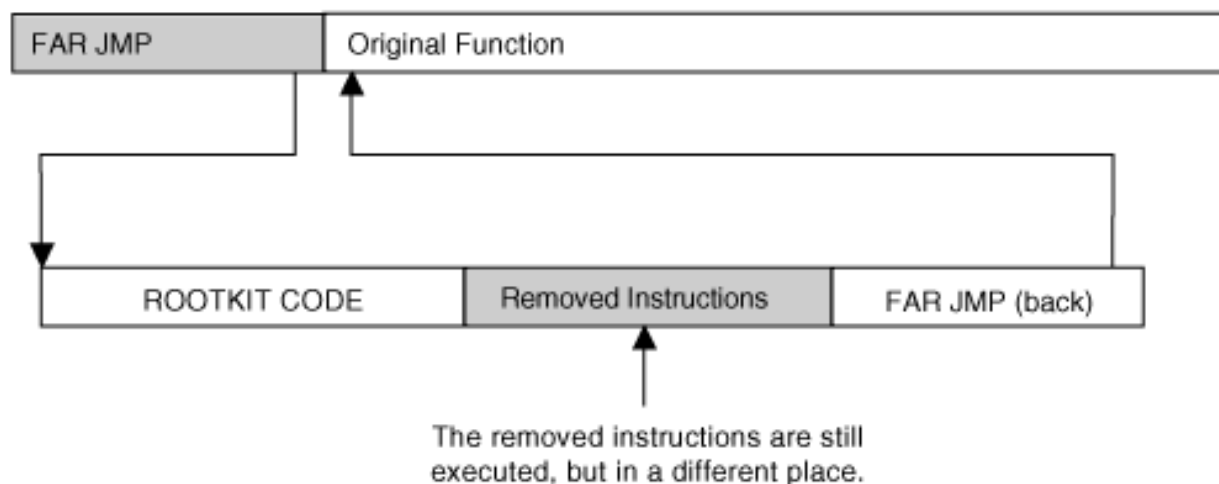 FAR JMP
Original Function
ROOTKIT CODE
Removed Instructions
FAR JMP (back)
The removed instructions are still
executed, but in a different place.